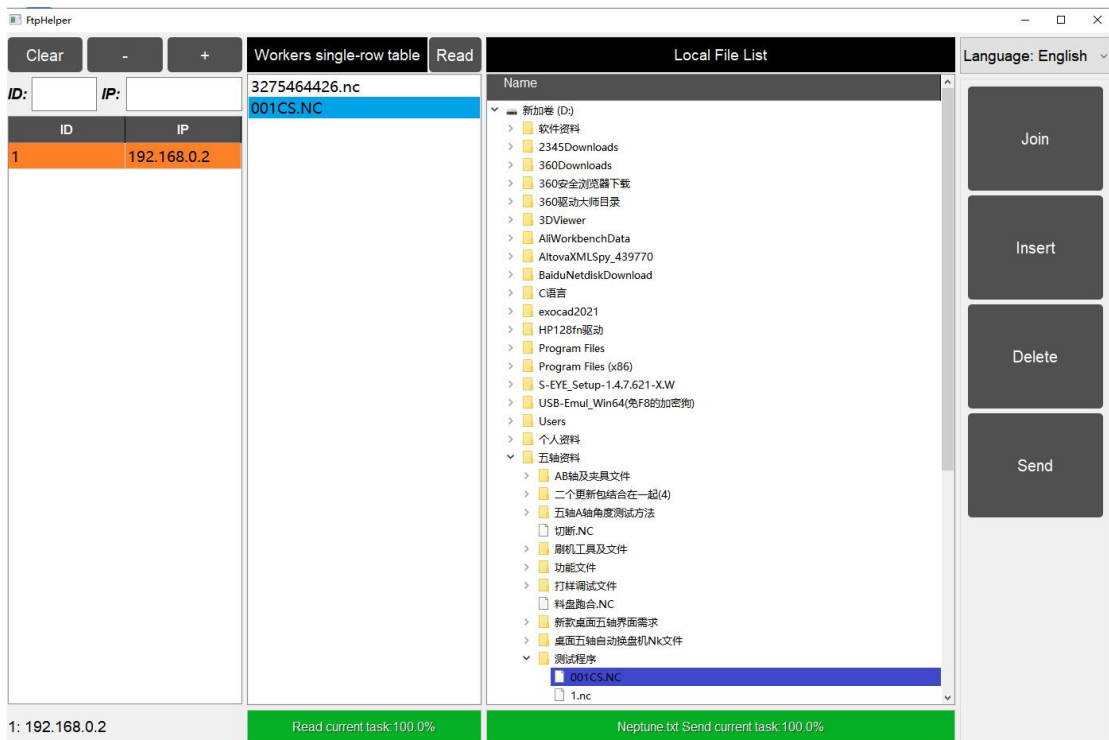 FtpHelper
Clear - + Workers single-row table Read Local File List Language: English
ID: IP:
ID IP
1 192.168.0.2
3275464426.nc
001CS.NC
Name
新加卷 (D:)
软件资料
2345Downloads
360Downloads
360安全浏览器下载
360驱动大师目录
3DViewer
AliWorkbenchData
AltovaXMLSpy_439770
BaiduNetdiskDownload
C语言
exocad2021
HP128fn驱动
Program Files
Program Files (x86)
S-EYE_Setup-1.4.7.621-X.W
USB-Emul_Win64(免F8的加密狗)
Users
个人资料
五轴资料
AB轴及夹具文件
二个更新包结合在一起(4)
五轴A轴角度测试方法
切断.NC
刷机工具及文件
功能文件
打样调试文件
料盘跑合.NC
新款桌面五轴界面需求
桌面五轴自动换盘机Nk文件
测试程序
001CS.NC
1.nc
Join
Insert
Delete
Send
1: 192.168.0.2 Read current task:100.0% Neptune.txt Send current task:100.0%